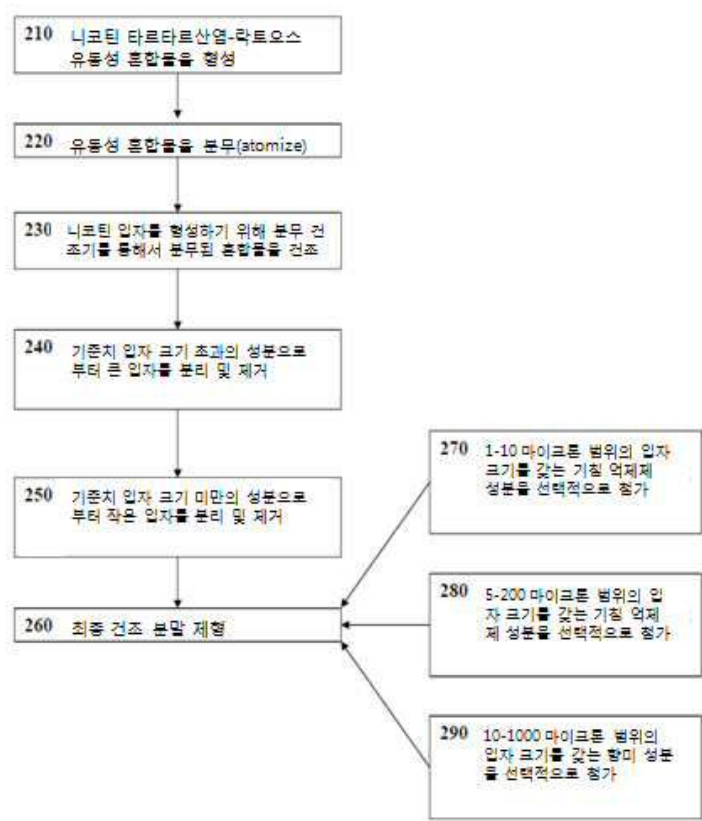 210 니코틴 타르타르산염-락토오스
유동성 혼합물을 형성
220 유동성 혼합물을 분무(atomize)
230 니코틴 입자를 형성하기 위해 분무 건
조기를 통해서 분무된 혼합물을 건조
240 기준치 입자 크기 초과의 성분으로
부터 큰 입자를 분리 및 제거
250 기준치 입자 크기 미만의 성분으로
부터 작은 입자를 분리 및 제거
260 최종 건조 분말 제형
270 1-10 마이크론 범위의 입자
크기를 갖는 기침 억제제
성분을 선택적으로 첨가
280 5-200 마이크론 범위의 입
자 크기를 갖는 기침 억제
제 성분을 선택적으로 첨가
290 10-1000 마이크론 범위의
입자 크기를 갖는 향미 성분
을 선택적으로 첨가